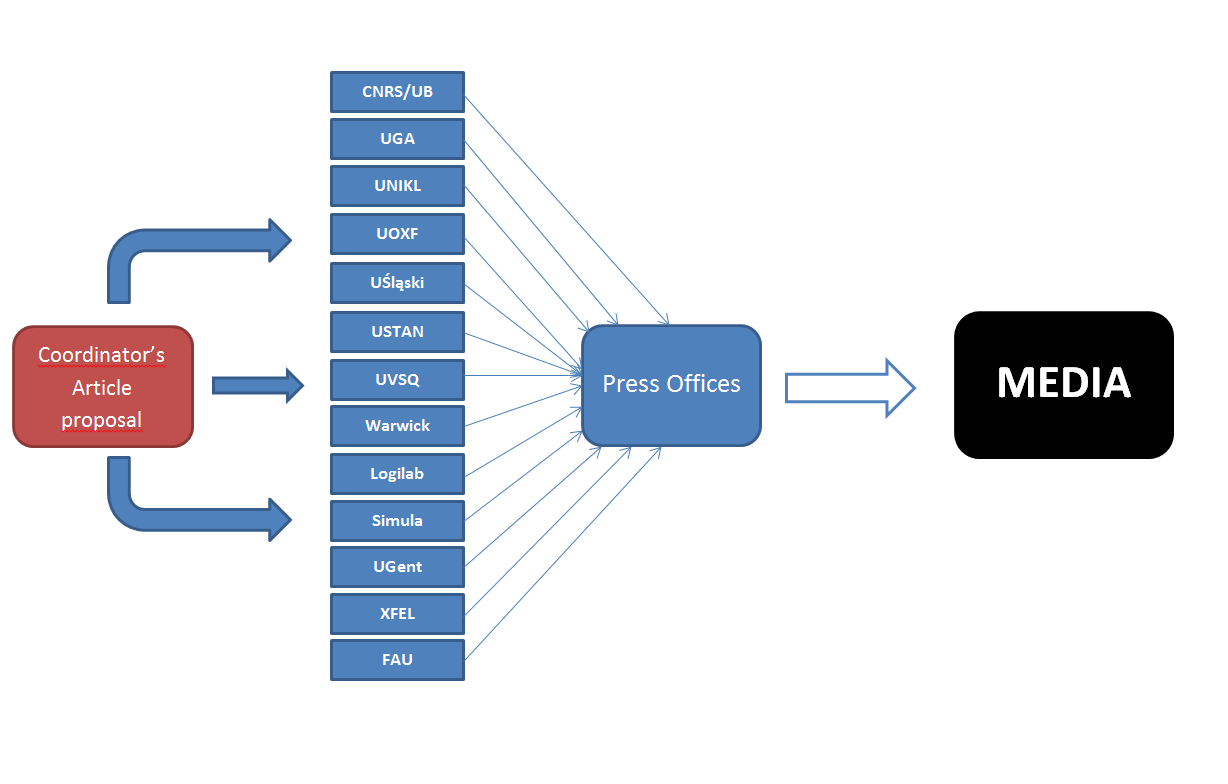 CNRS/UB
UGA
UNIKL
UOXF
UŚląski
USTAN
UVSQ
Warwick
Logilab
Simula
UGent
XFEL
FAU
Coordinator’s
Article
proposal
Press Offices
MEDIA